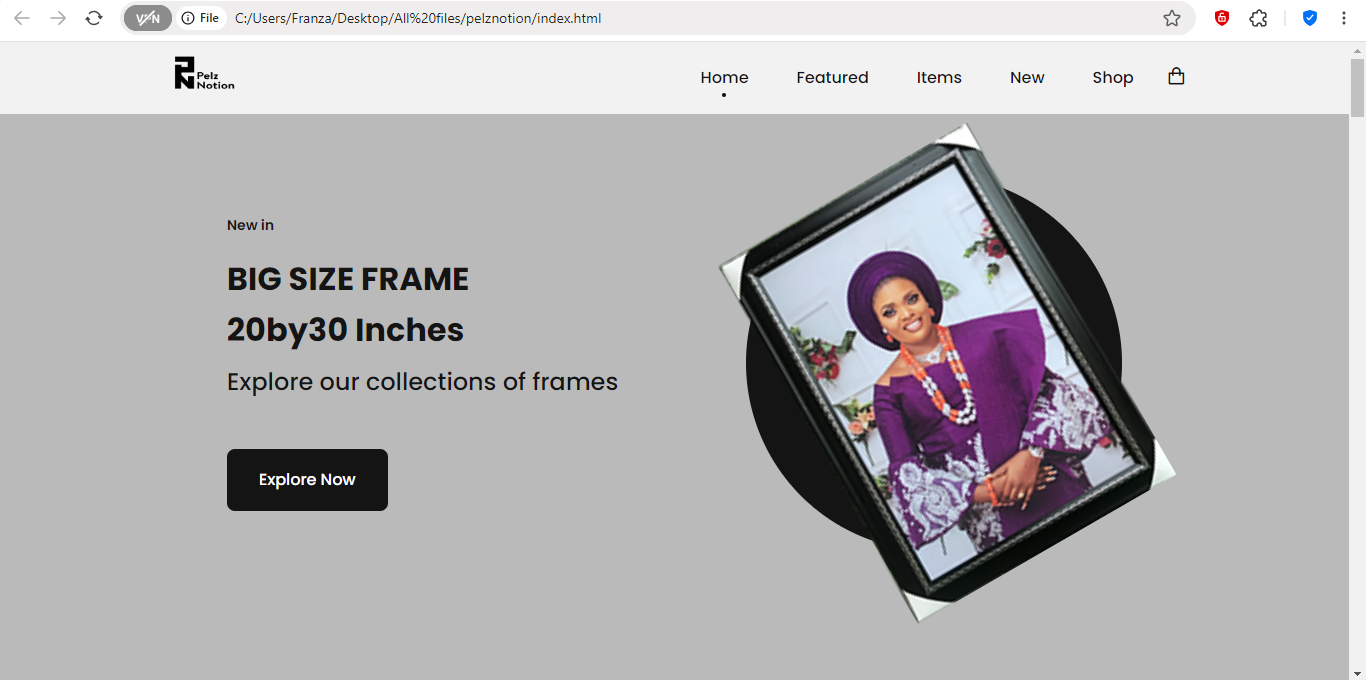 VPN
File
C:/Users/Franza/Desktop/All%20files/pelznotion/index.html
Pelz
Notion
Home
Featured
Items
New
Shop
New in
BIG SIZE FRAME
20by30 Inches
Explore our collections of frames
Explore Now